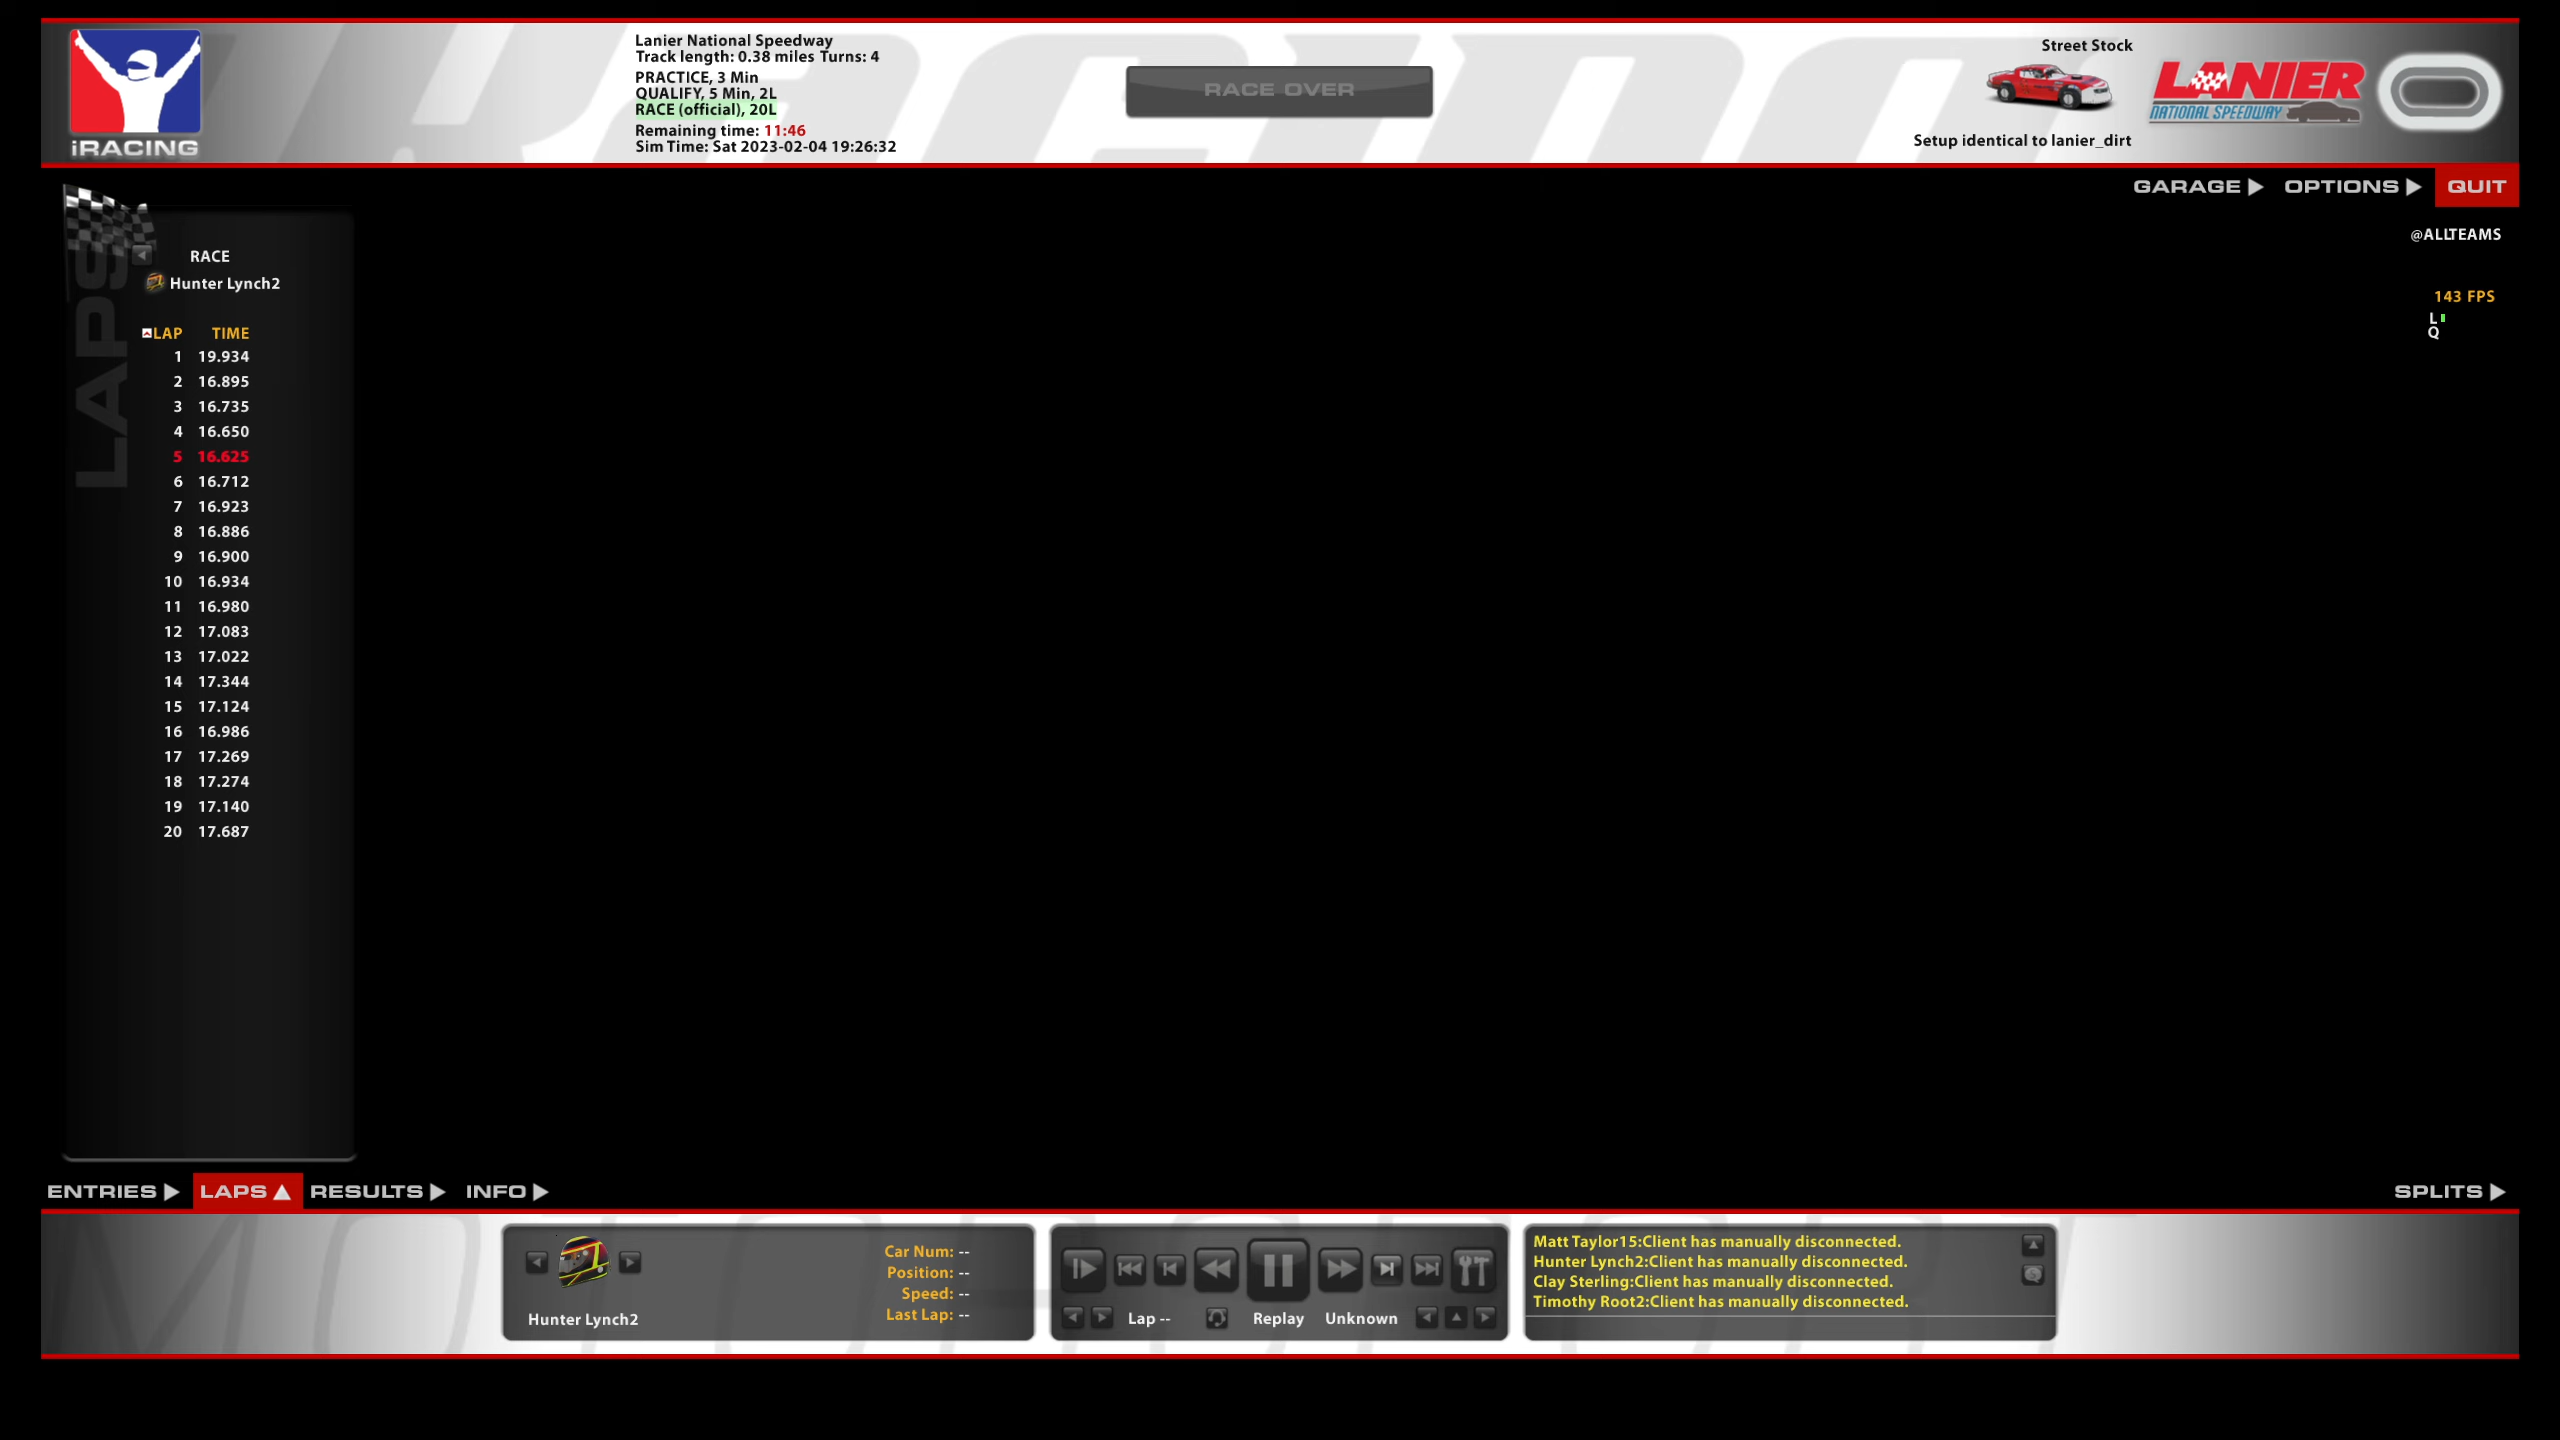 iRACING
Lanier National Speedway
Track length: 0.38 miles Turns: 4
PRACTICE, 3 Min
QUALIFY, 5 Min, 2L
RACE (official), 20L
Remaining time: 11:46
Sim Time: Sat 2023-02-04 19:26:32
RACE OVER
Street Stock
Setup identical to lanier_dirt
LANIER
NATIONAL SPEEDWAY
GARAGE OPTIONS QUIT
@ALLTEAMS
143 FPS
L
Q
LAPS
RACE
Hunter Lynch2
LAP TIME
1 19.934
2 16.895
3 16.735
4 16.650
5 16.625
6 16.712
7 16.923
8 16.886
9 16.900
10 16.934
11 16.980
12 17.083
13 17.022
14 17.344
15 17.124
16 16.986
17 17.269
18 17.274
19 17.140
20 17.687
ENTRIES LAPS RESULTS INFO SPLITS
Hunter Lynch2
Car Num: --
Position: --
Speed: --
Last Lap: --
Lap -- Replay Unknown
Matt Taylor15:Client has manually disconnected.
Hunter Lynch2:Client has manually disconnected.
Clay Sterling:Client has manually disconnected.
Timothy Root2:Client has manually disconnected.